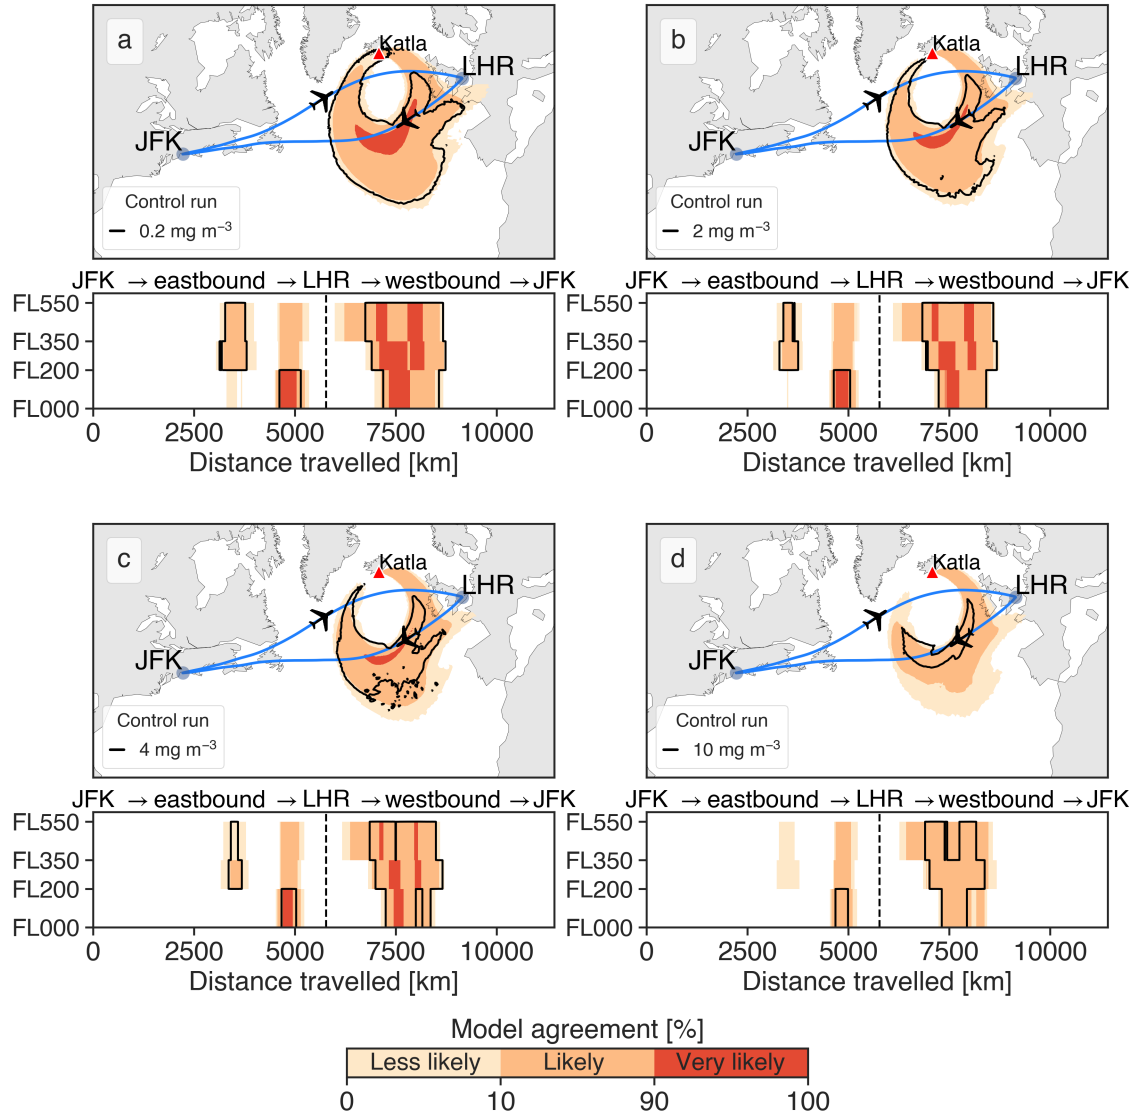 a
Katla
LHR
JFK
Control run
0.2 mg m⁻³
JFK → eastbound → LHR → westbound → JFK
FL550
FL350
FL200
FL000
0 2500 5000 7500 10000
Distance travelled [km]
b
Katla
LHR
JFK
Control run
2 mg m⁻³
JFK → eastbound → LHR → westbound → JFK
FL550
FL350
FL200
FL000
0 2500 5000 7500 10000
Distance travelled [km]
c
Katla
LHR
JFK
Control run
4 mg m⁻³
JFK → eastbound → LHR → westbound → JFK
FL550
FL350
FL200
FL000
0 2500 5000 7500 10000
Distance travelled [km]
d
Katla
LHR
JFK
Control run
10 mg m⁻³
JFK → eastbound → LHR → westbound → JFK
FL550
FL350
FL200
FL000
0 2500 5000 7500 10000
Distance travelled [km]
Model agreement [%]
Less likely Likely Very likely
0 10 90 100